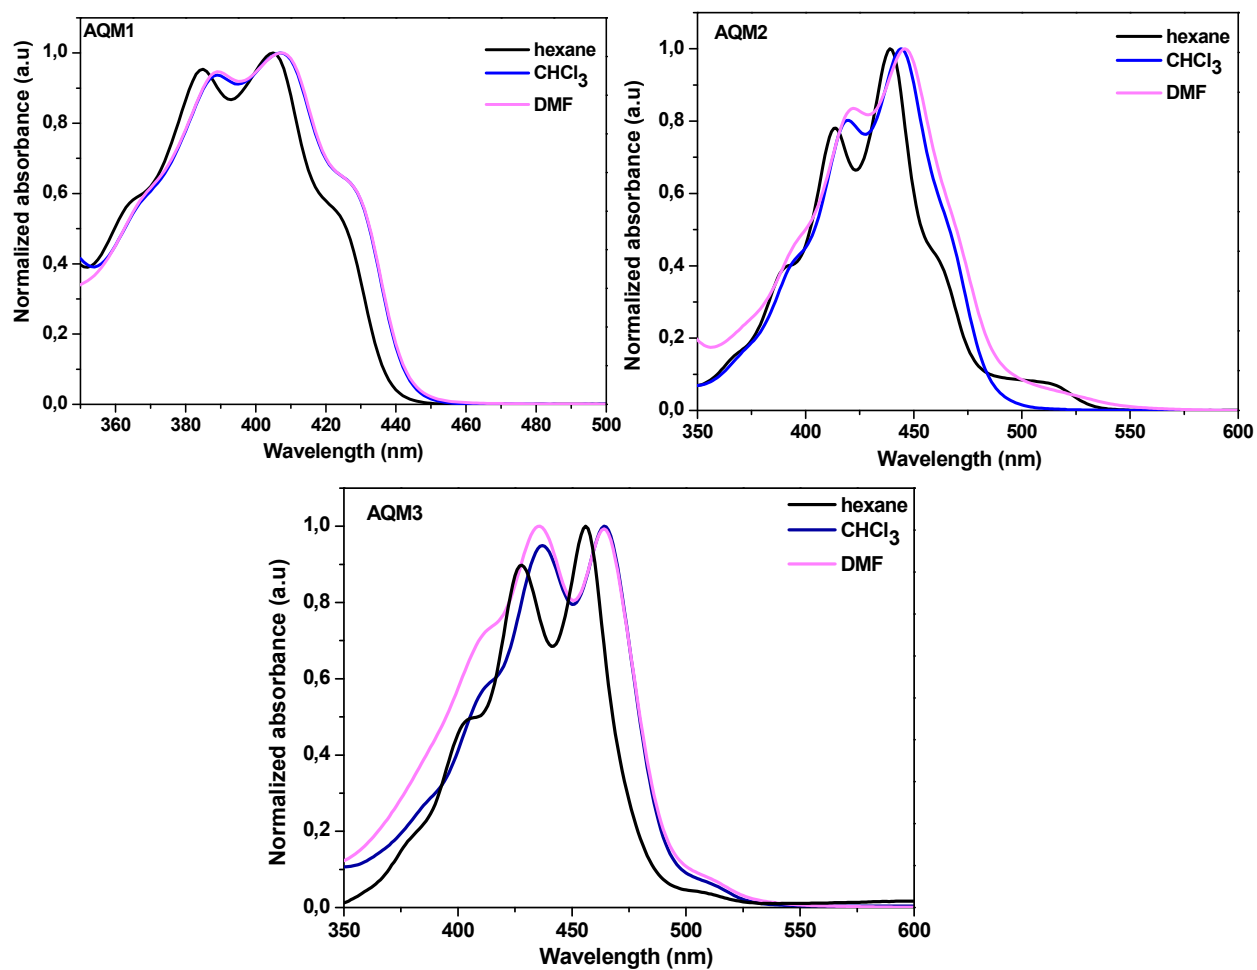 AQM1
hexane
CHCl3
DMF
Normalized absorbance (a.u)
1,0
0,8
0,6
0,4
0,2
0,0
360 380 400 420 440 460 480 500
Wavelength (nm)
AQM2
hexane
CHCl3
DMF
Normalized absorbance (a.u)
1,0
0,8
0,6
0,4
0,2
0,0
350 400 450 500 550 600
Wavelength (nm)
AQM3
hexane
CHCl3
DMF
Normalized absorbance (a.u)
1,0
0,8
0,6
0,4
0,2
0,0
350 400 450 500 550 600
Wavelength (nm)